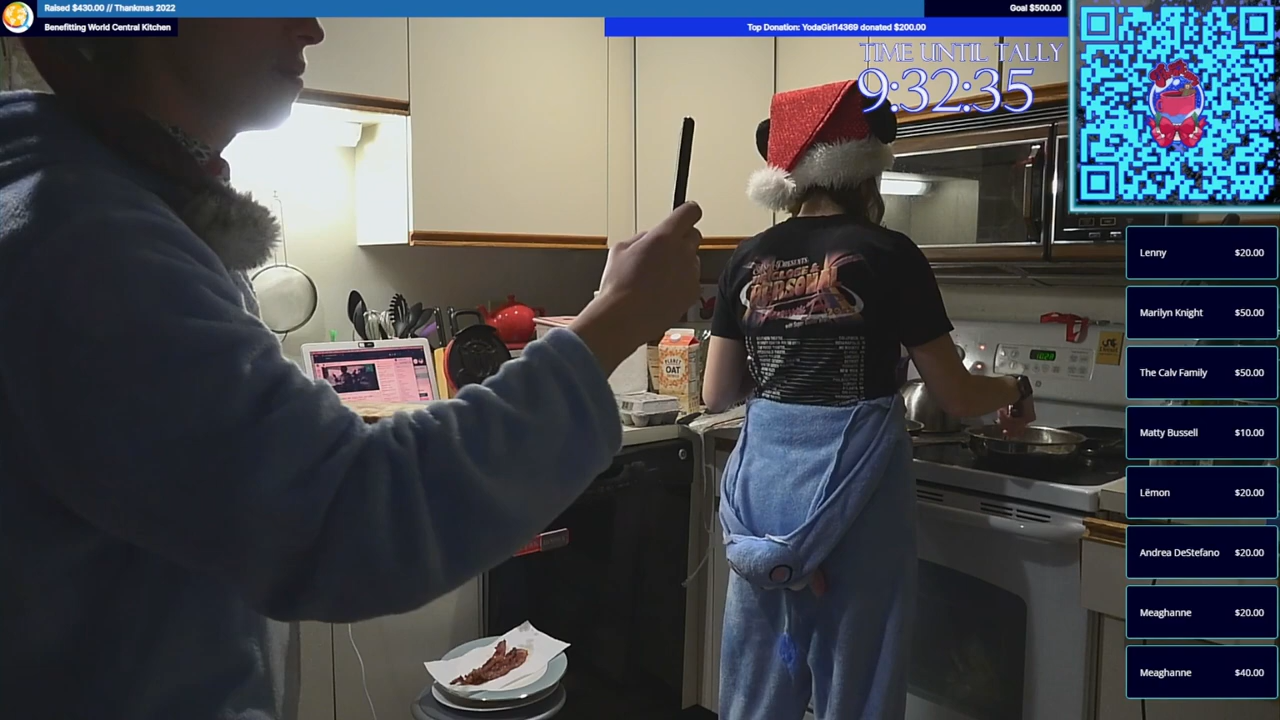 Raised $430.00 // Thankmas 2022
Goal $500.00
Benefitting World Central Kitchen
Top Donation: YodaGirl14369 donated $200.00
TIME UNTIL TALLY
9:32:35
Lenny $20.00
Marilyn Knight $50.00
The Calv Family $50.00
Matty Bussell $10.00
Lēmon $20.00
Andrea DeStefano $20.00
Meaghanne $20.00
Meaghanne $40.00
PERSONAL
OAT